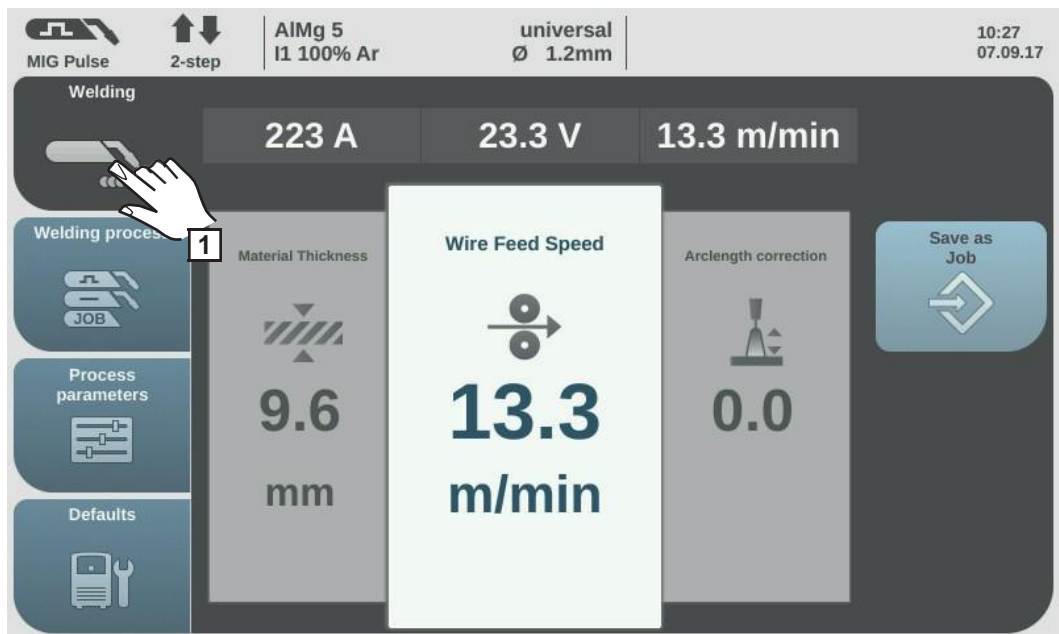 MIG Pulse
2-step
AlMg 5
I1 100% Ar
universal
Ø 1.2mm
10:27
07.09.17
Welding
223 A
23.3 V
13.3 m/min
1
Welding proces
JOB
Process
parameters
Defaults
Material Thickness
9.6
mm
Wire Feed Speed
13.3
m/min
Arclength correction
0.0
Save as
Job